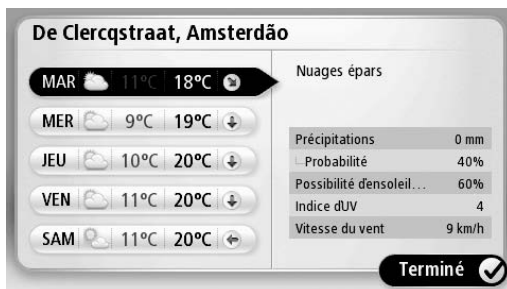 De Clercqstraat, Amsterdão
MAR 11°C 18°C
MER 9°C 19°C
JEU 10°C 20°C
VEN 11°C 20°C
SAM 11°C 20°C
Nuages épars
Précipitations 0 mm
Probabilité 40%
Possibilité d'ensoleil... 60%
Indice d'UV 4
Vitesse du vent 9 km/h
Terminé